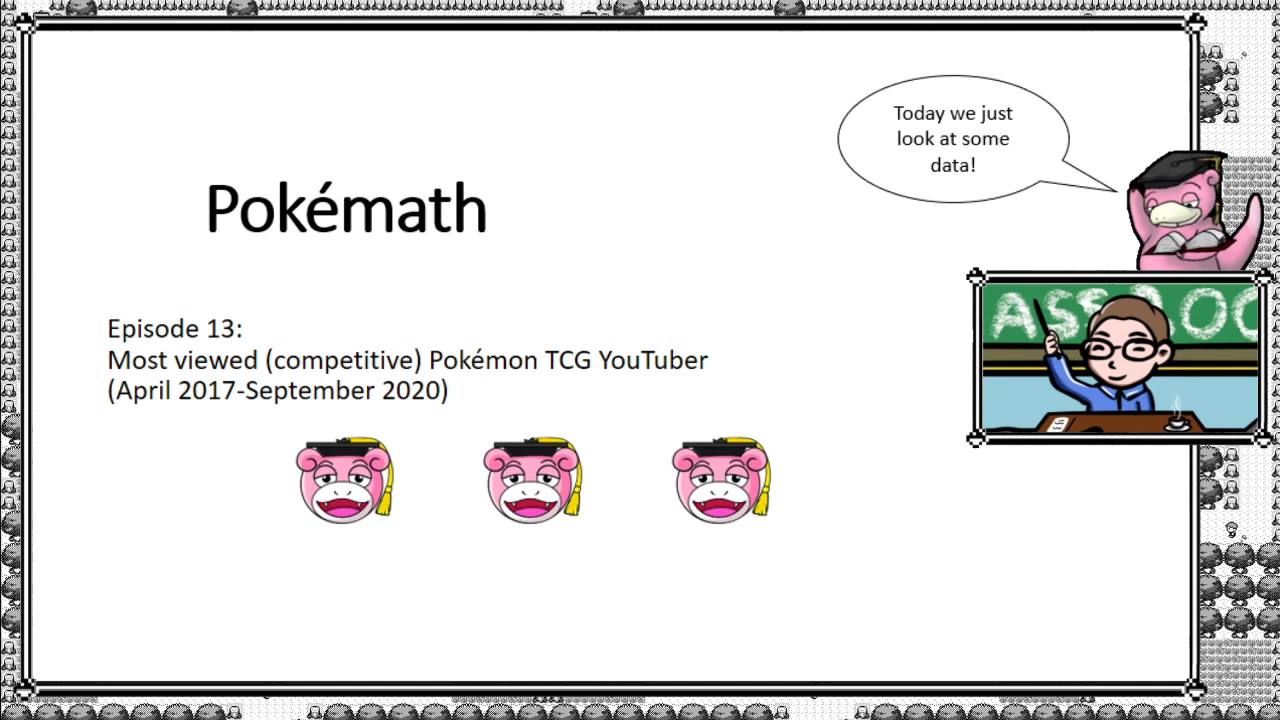 Today we just
look at some
data!
Pokémath
Episode 13:
Most viewed (competitive) Pokémon TCG YouTuber
(April 2017-September 2020)